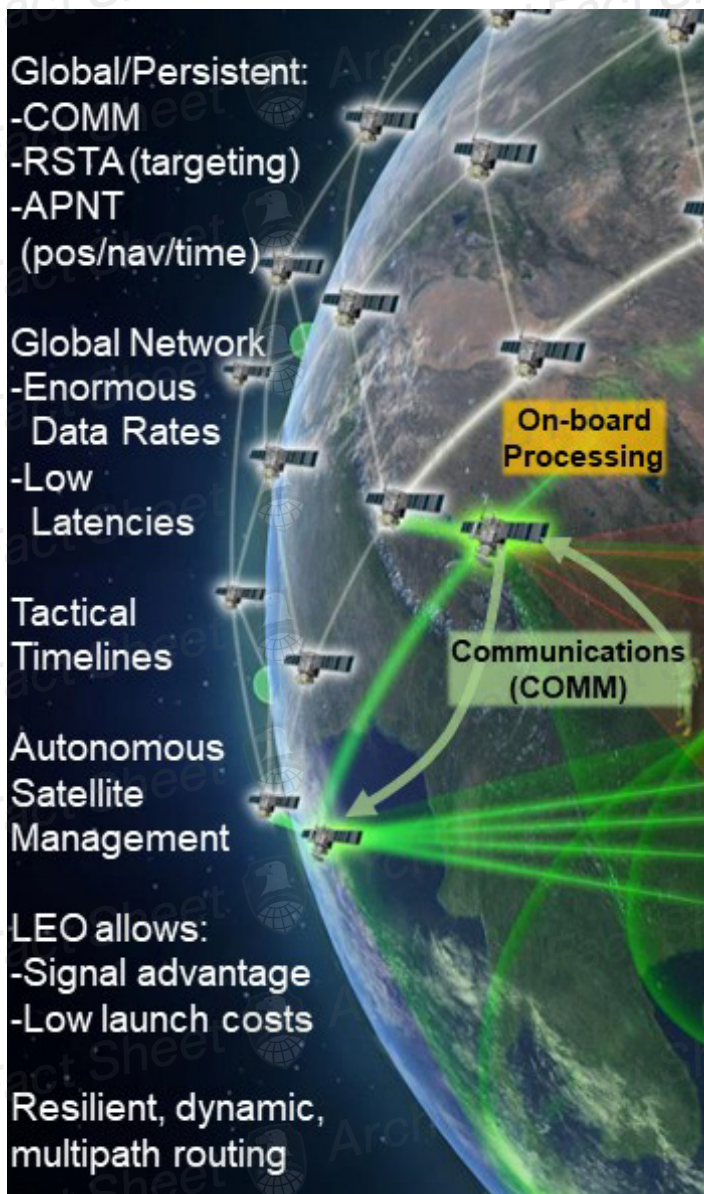 Global/Persistent:
-COMM
-RSTA (targeting)
-APNT
(pos/nav/time)
Global Network
-Enormous
Data Rates
-Low
Latencies
Tactical
Timelines
Autonomous
Satellite
Management
LEO allows:
-Signal advantage
-Low launch costs
Resilient, dynamic,
multipath routing
On-board
Processing
Communications
(COMM)